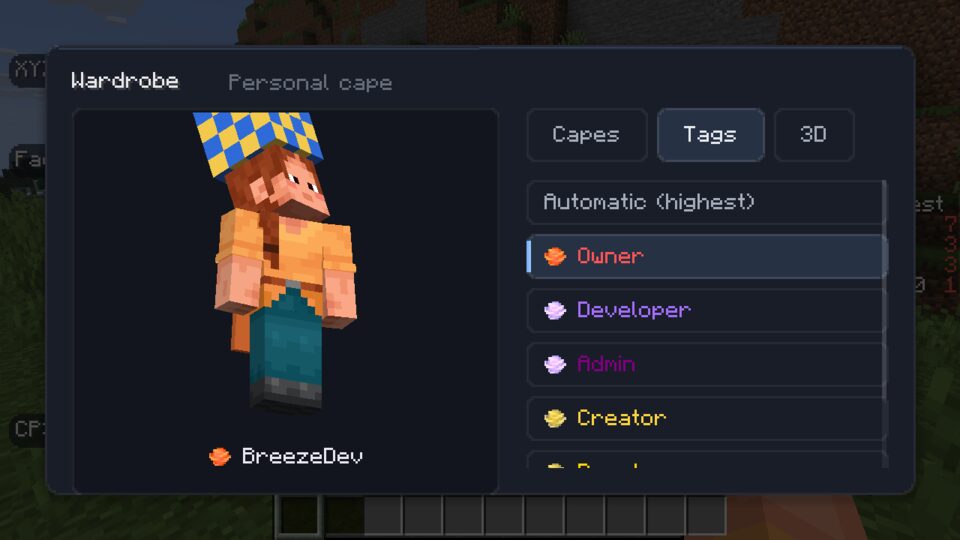 Wardrobe
Personal cape
Capes
Tags
3D
Automatic (highest)
Owner
Developer
Admin
Creator
BreezeDev